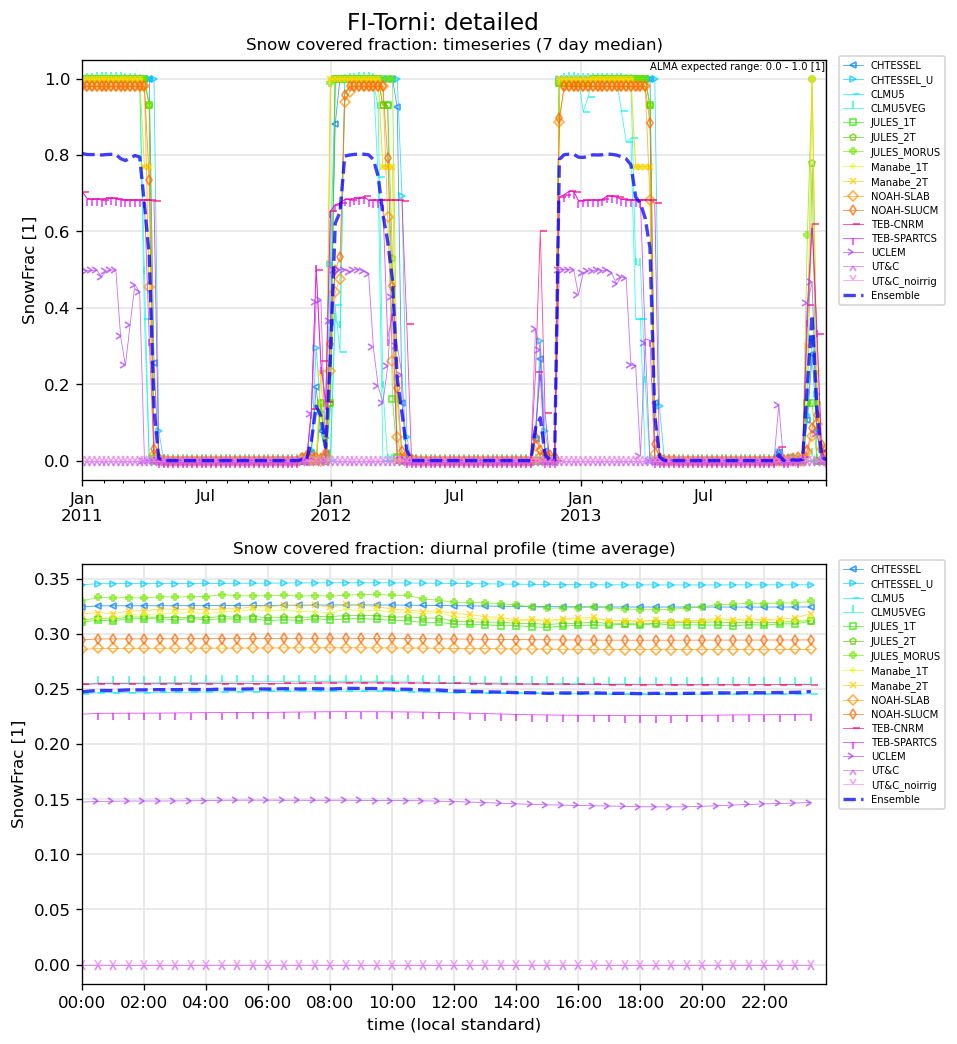 FI-Torni: detailed
Snow covered fraction: timeseries (7 day median)
ALMA expected range: 0.0 - 1.0 [1]
SnowFrac [1]
1.0
0.8
0.6
0.4
0.2
0.0
Jan
2011
Jul
Jan
2012
Jul
Jan
2013
Jul
CHTESSEL
CHTESSEL_U
CLMU5
CLMU5VEG
JULES_1T
JULES_2T
JULES_MORUS
Manabe_1T
Manabe_2T
NOAH-SLAB
NOAH-SLUCM
TEB-CNRM
TEB-SPARTCS
UCLEM
UT&C
UT&C_noirrig
Ensemble
Snow covered fraction: diurnal profile (time average)
SnowFrac [1]
0.35
0.30
0.25
0.20
0.15
0.10
0.05
0.00
00:00 02:00 04:00 06:00 08:00 10:00 12:00 14:00 16:00 18:00 20:00 22:00
time (local standard)
CHTESSEL
CHTESSEL_U
CLMU5
CLMU5VEG
JULES_1T
JULES_2T
JULES_MORUS
Manabe_1T
Manabe_2T
NOAH-SLAB
NOAH-SLUCM
TEB-CNRM
TEB-SPARTCS
UCLEM
UT&C
UT&C_noirrig
Ensemble